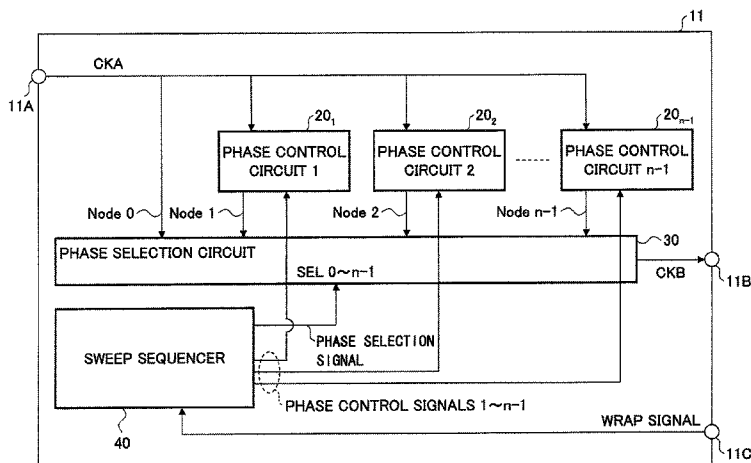 11
CKA
11A
20₁
20₂
20ₙ₋₁
PHASE CONTROL
CIRCUIT 1
PHASE CONTROL
CIRCUIT 2
PHASE CONTROL
CIRCUIT n-1
Node 0
Node 1
Node 2
Node n-1
30
PHASE SELECTION CIRCUIT
SEL 0～n-1
CKB
11B
SWEEP SEQUENCER
PHASE SELECTION
SIGNAL
PHASE CONTROL SIGNALS 1～n-1
40
WRAP SIGNAL
11C